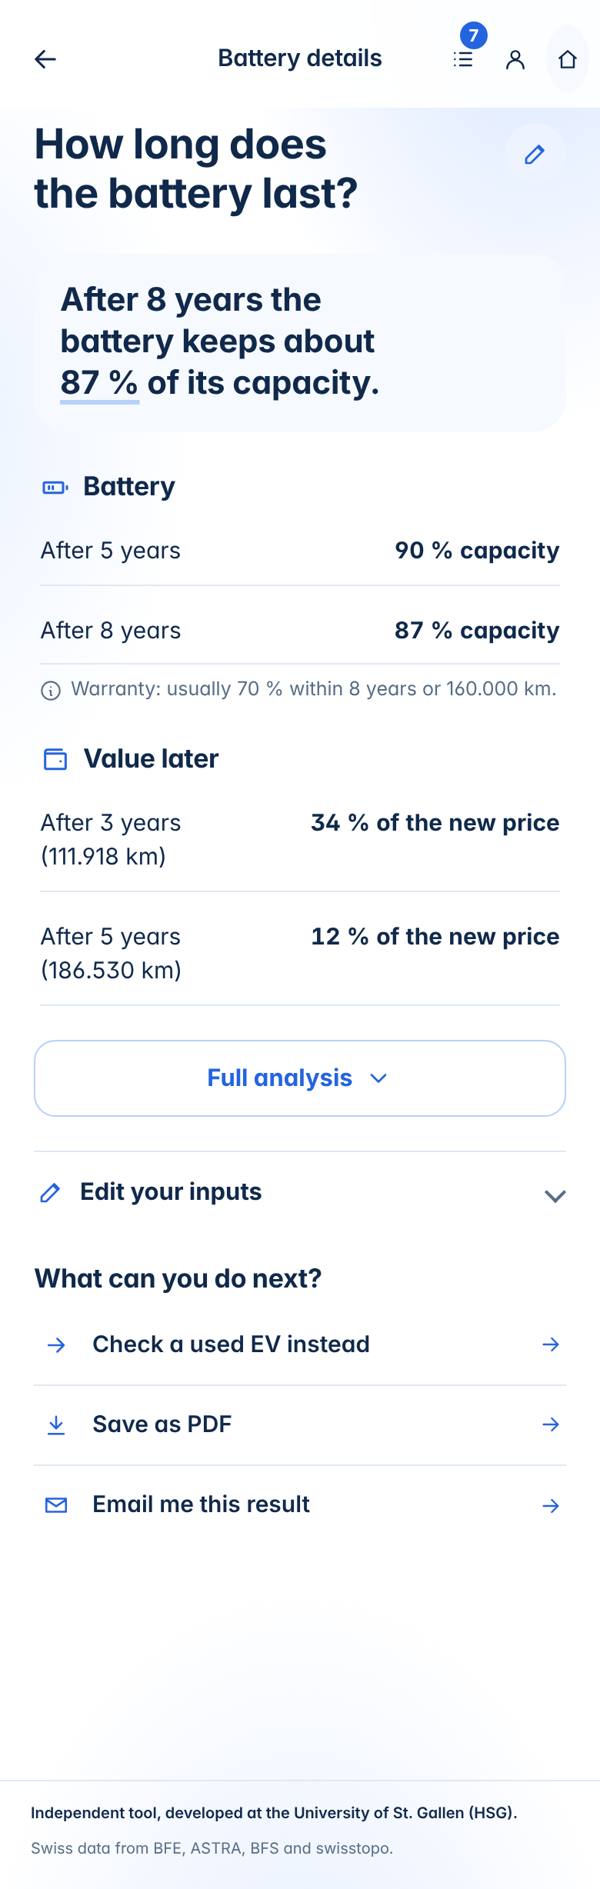 7
Battery details
How long does
the battery last?
After 8 years the
battery keeps about
87 % of its capacity.
Battery
After 5 years 90 % capacity
After 8 years 87 % capacity
Warranty: usually 70 % within 8 years or 160.000 km.
Value later
After 3 years 34 % of the new price
(111.918 km)
After 5 years 12 % of the new price
(186.530 km)
Full analysis
Edit your inputs
What can you do next?
Check a used EV instead
Save as PDF
Email me this result
Independent tool, developed at the University of St. Gallen (HSG).
Swiss data from BFE, ASTRA, BFS and swisstopo.